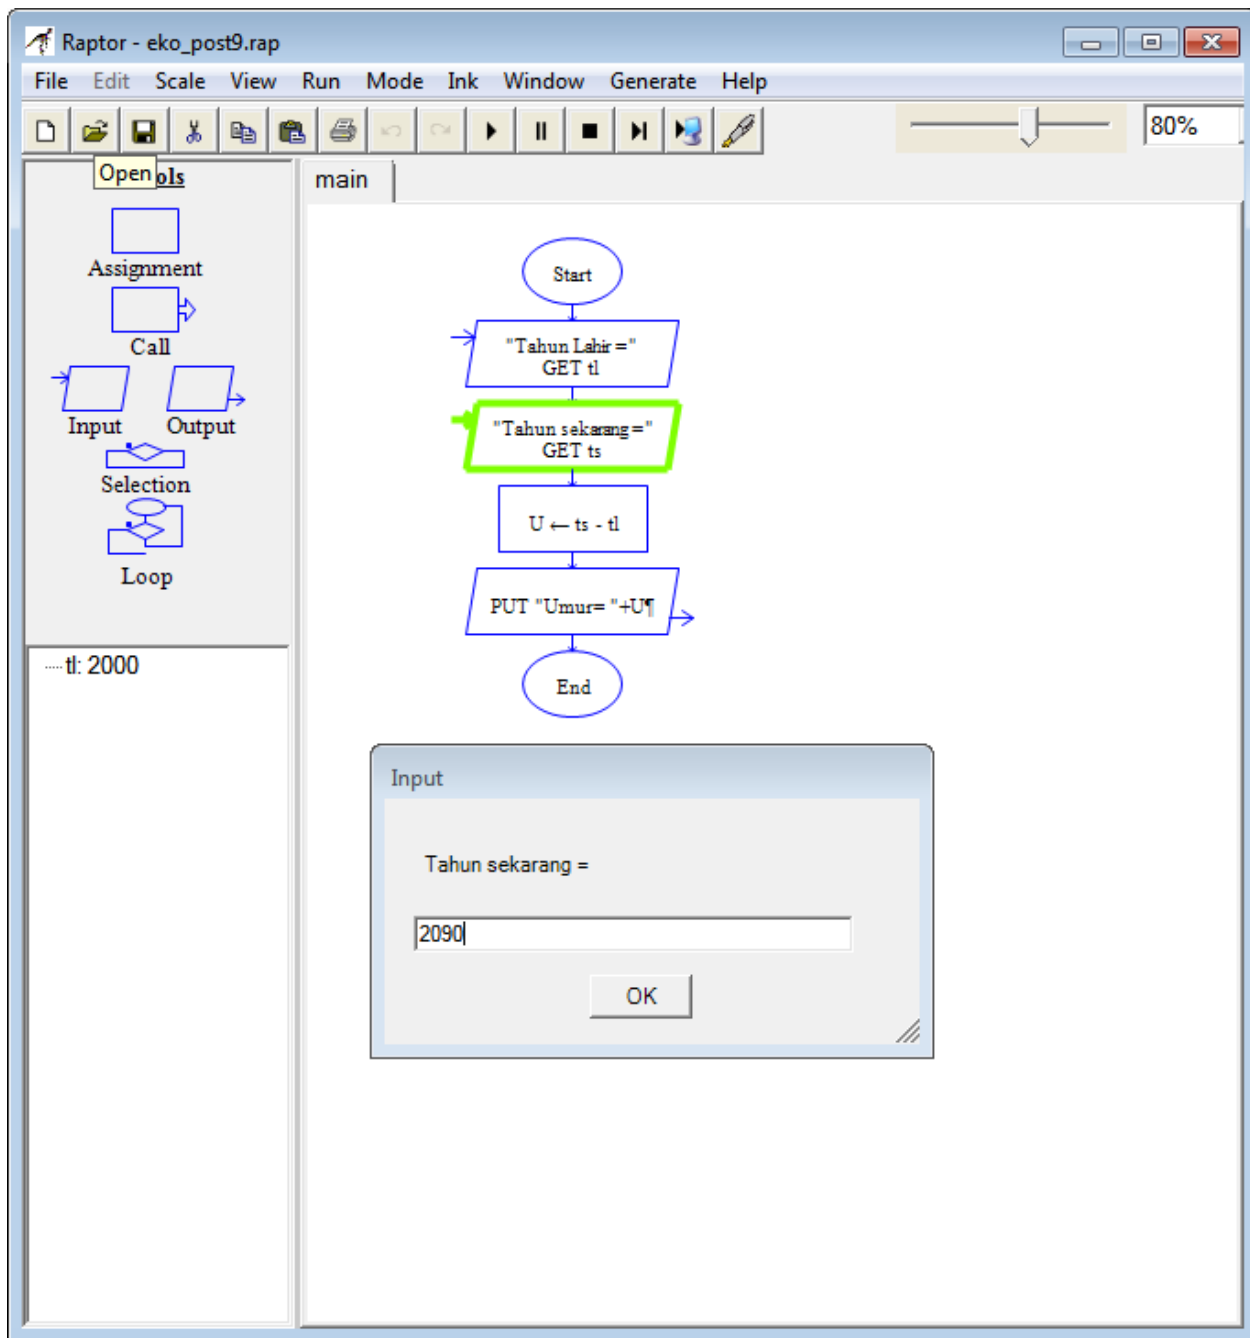 Raptor - eko_post9.rap
File Edit Scale View Run Mode Ink Window Generate Help
80%
Open
ols
main
Assignment
Call
Input Output
Selection
Loop
Start
"Tahun Lahir ="
GET tl
"Tahun sekarang ="
GET ts
U ← ts - tl
PUT "Umur= "+U¶
End
tl: 2000
Input
Tahun sekarang =
2090
OK